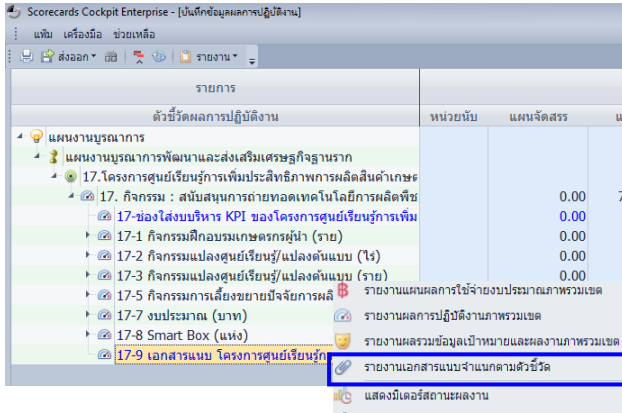 Scorecards Cockpit Enterprise - [บันทึกข้อมูลผลการปฏิบัติงาน]
แฟ้ม เครื่องมือ ช่วยเหลือ
ส่งออก รายงาน
รายการ
ตัวชี้วัดผลการปฏิบัติงาน หน่วยนับ แผนจัดสรร
แผนงานบูรณาการ
แผนงานบูรณาการพัฒนาและส่งเสริมเศรษฐกิจฐานราก
17.โครงการศูนย์เรียนรู้การเพิ่มประสิทธิภาพการผลิตสินค้าเกษต
17. กิจกรรม : สนับสนุนการถ่ายทอดเทคโนโลยีการผลิตพืช 0.00 7
17-ช่องใส่งบบริหาร KPI ของโครงการศูนย์เรียนรู้การเพิ่ม 0.00
17-1 กิจกรรมฝึกอบรมเกษตรกรผู้นำ (ราย) 0.00
17-2 กิจกรรมแปลงศูนย์เรียนรู้/แปลงต้นแบบ (ไร่) 0.00
17-3 กิจกรรมแปลงศูนย์เรียนรู้/แปลงต้นแบบ (ราย) 0.00
17-5 กิจกรรมการเลี้ยงขยายปัจจัยการผลิ
17-7 งบประมาณ (บาท)
17-8 Smart Box (แห่ง)
17-9 เอกสารแนบ โครงการศูนย์เรียนรู้ก
รายงานแผนผลการใช้จ่ายงบประมาณภาพรวมเขต
รายงานผลการปฏิบัติงานภาพรวมเขต
รายงานผลรวมข้อมูลเป้าหมายและผลงานภาพรวมเขต
รายงานเอกสารแนบจำแนกตามตัวชี้วัด
แสดงมิเตอร์สถานะผลงาน